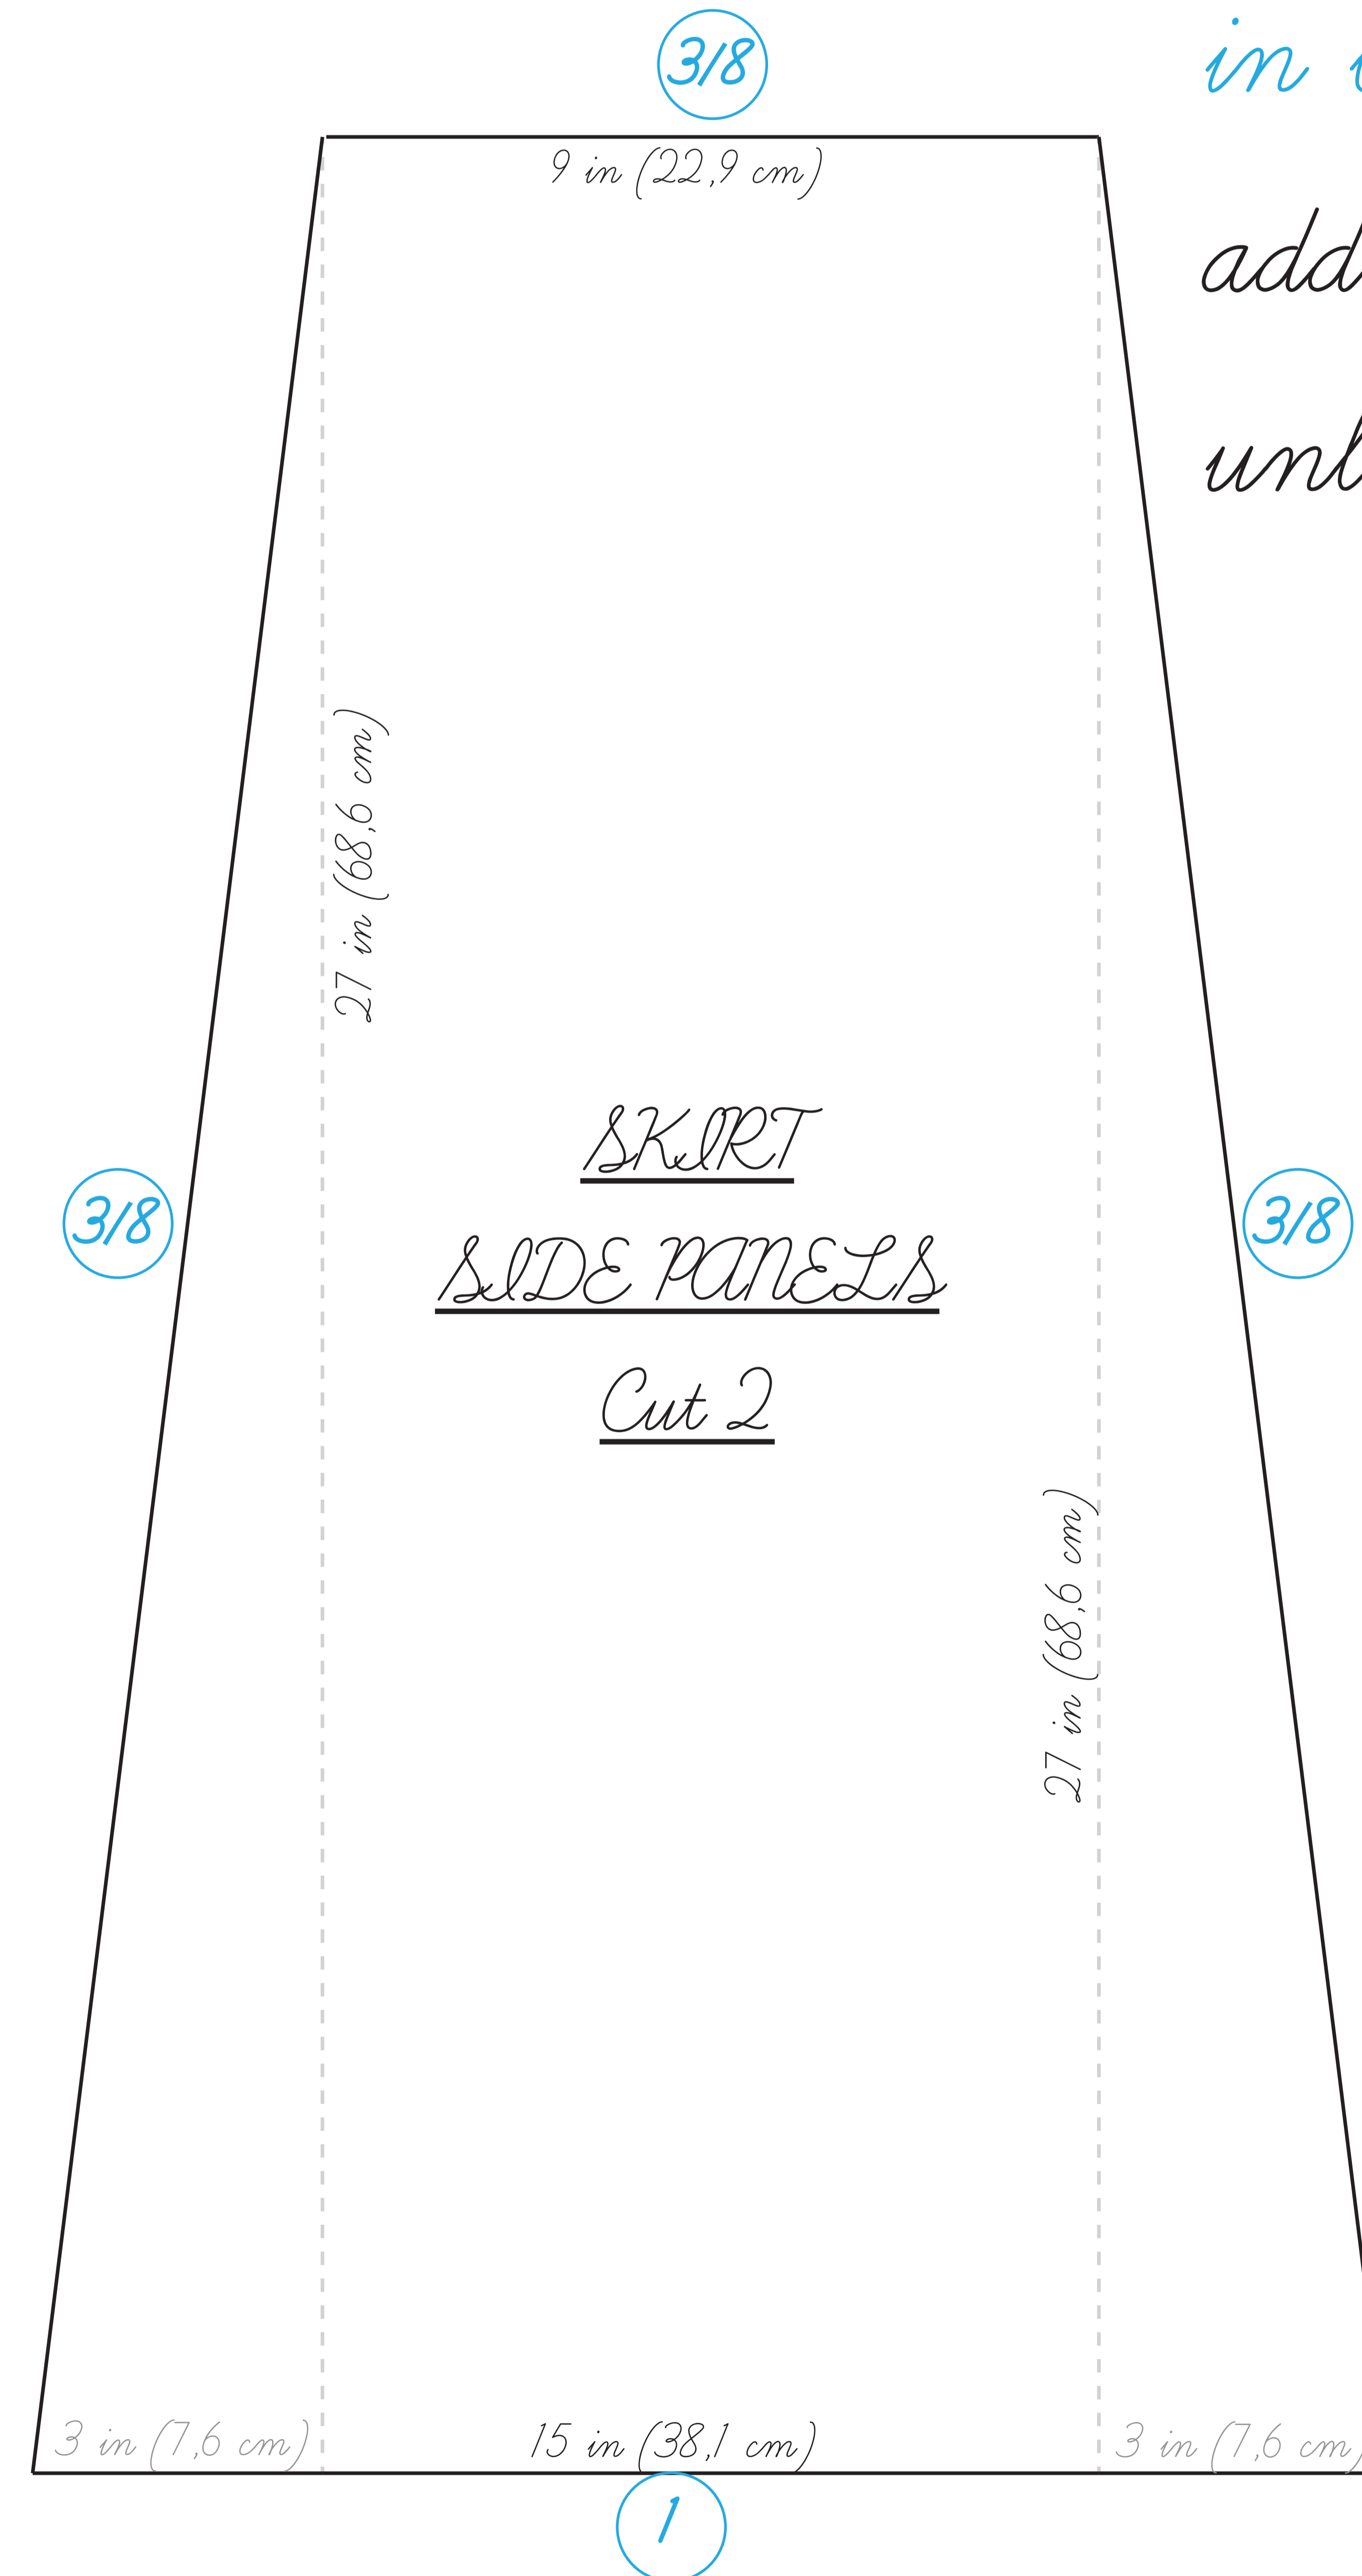 3/8
in
9 in (22,9 cm)
add
27 in (68,6 cm)
SKIRT
3/8
3/8
SIDE PANELS
Cut 2
27 in (68,6 cm)
3 in (7,6 cm)
15 in (38,1 cm)
3 in (7,6 cm)
1